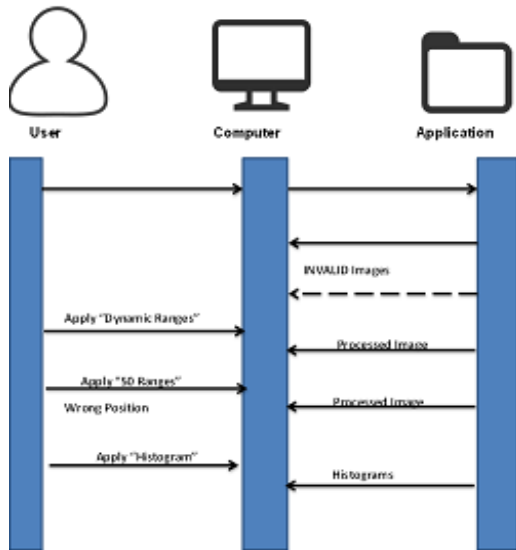 User
Computer
Application
INVALID Images
Apply "Dynamic Ranges"
Processed Image
Apply "SD Ranges"
Processed Image
Wrong Position
Apply "Histogram"
Histograms